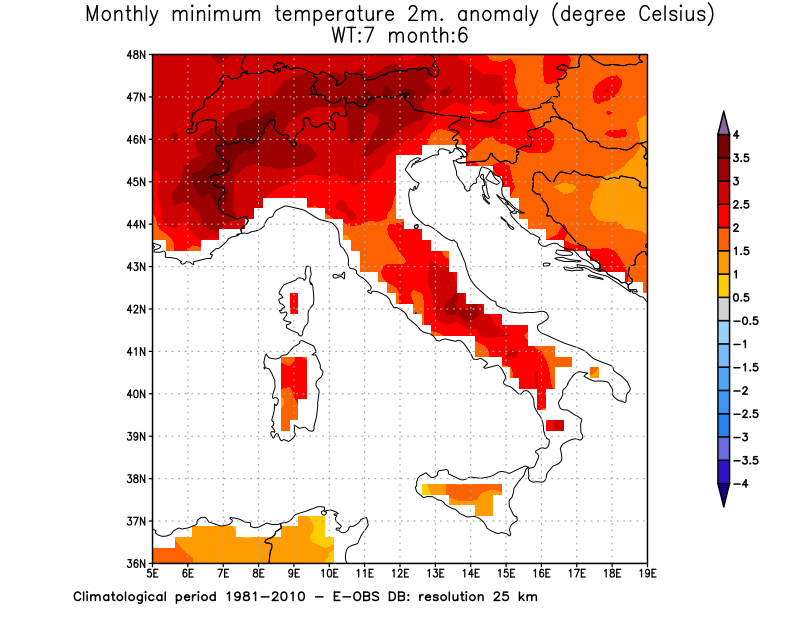 Monthly minimum temperature 2m. anomaly (degree Celsius)
WT:7 month:6
48N
47N
46N
45N
44N
43N
42N
41N
40N
39N
38N
37N
36N
5E 6E 7E 8E 9E 10E 11E 12E 13E 14E 15E 16E 17E 18E 19E
4
3.5
3
2.5
2
1.5
1
0.5
−0.5
−1
−1.5
−2
−2.5
−3
−3.5
−4
Climatological period 1981−2010 − E−OBS DB: resolution 25 km